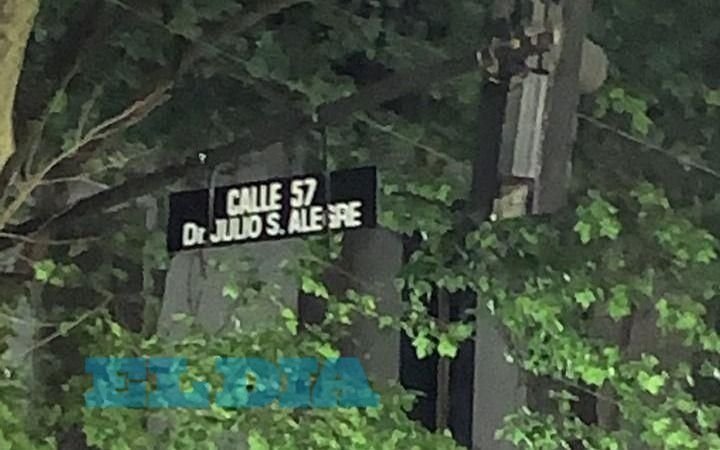 CALLE 57
Dr JULIO S. ALEGRE
EL DIA